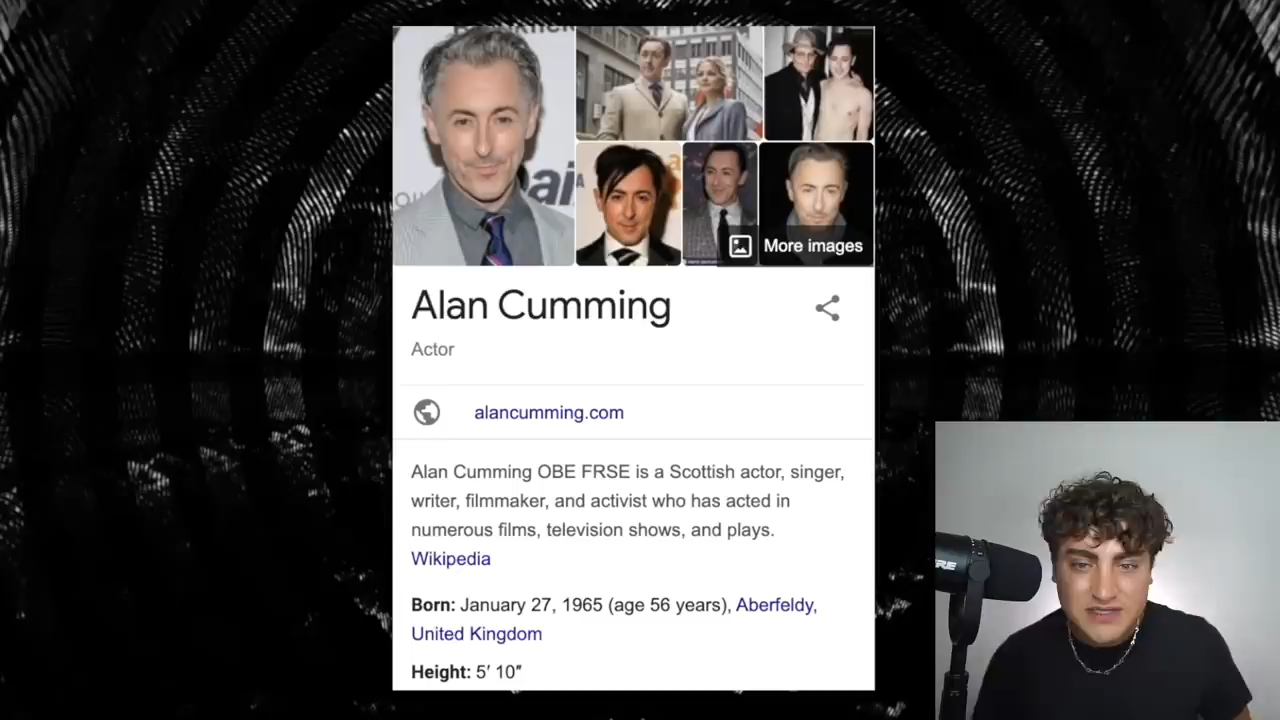 ai
More images
Alan Cumming
Actor
alancumming.com
Alan Cumming OBE FRSE is a Scottish actor, singer,
writer, filmmaker, and activist who has acted in
numerous films, television shows, and plays.
Wikipedia
Born: January 27, 1965 (age 56 years), Aberfeldy,
United Kingdom
Height: 5′ 10″
RE